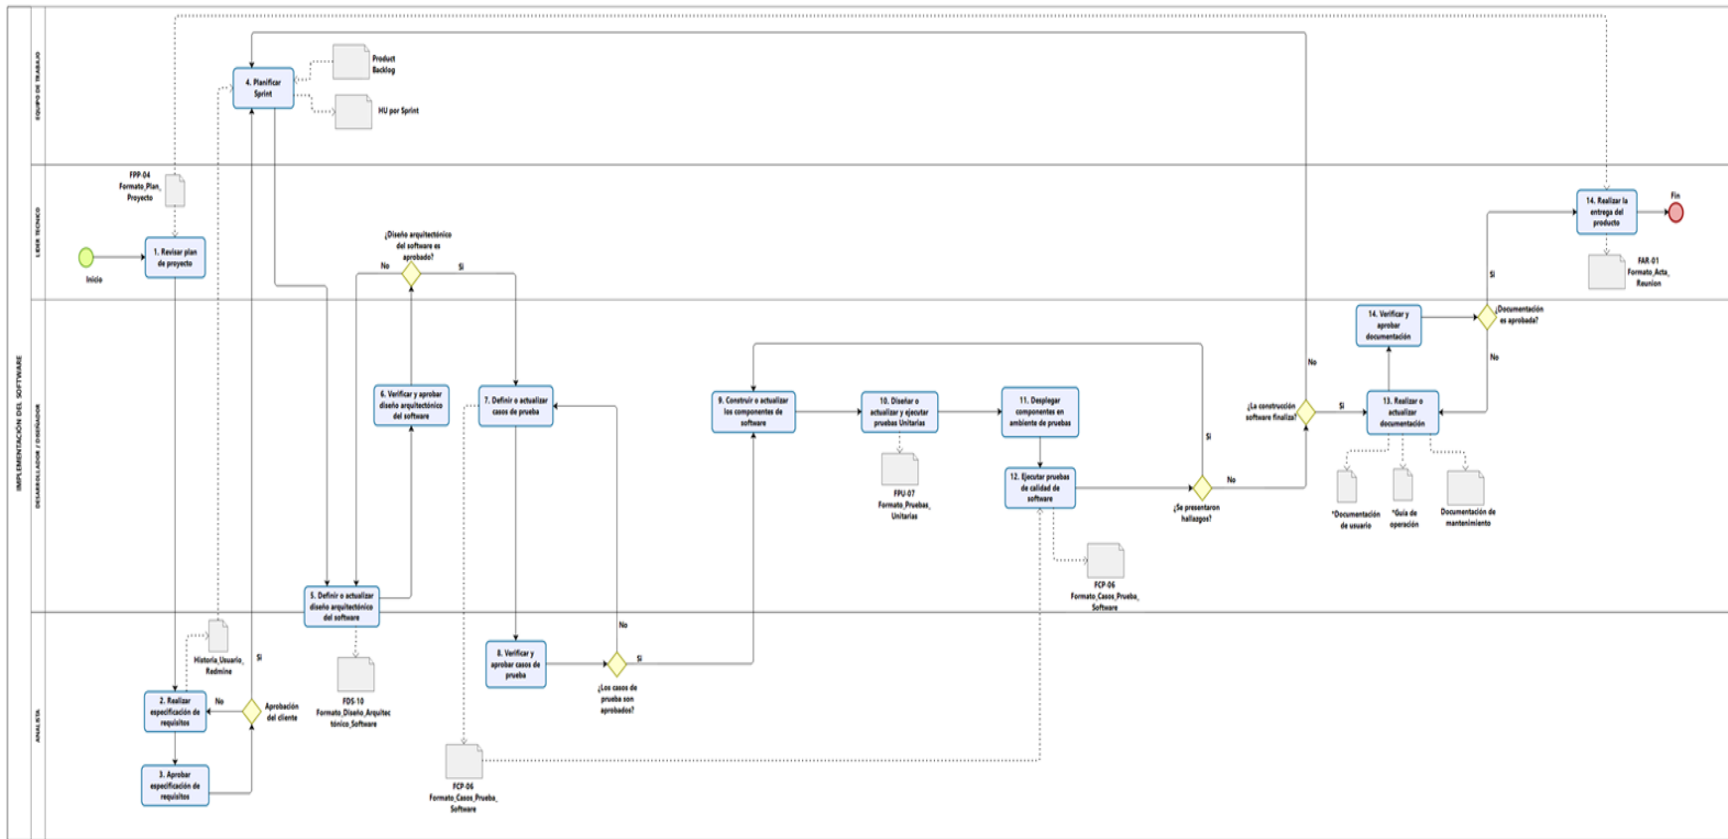 IMPLEMENTACIÓN DEL SOFTWARE
EQUIPO DE TRABAJO
4. Planificar
Sprint
Product
Backlog
HU por Sprint
LIDER TECNICO
FPP-04
Formato_Plan_
Proyecto
Inicio
1. Revisar plan
de proyecto
¿Diseño arquitectónico
del software es
aprobado?
No
Si
14. Realizar la
entrega del
producto
Fin
FAR-01
Formato_Acta_
Reunion
Si
DESARROLLADOR / DISEÑADOR
5. Definir o actualizar
diseño arquitectónico
del software
6. Verificar y aprobar
diseño arquitectónico
del software
7. Definir o actualizar
casos de prueba
9. Construir o actualizar
los componentes de
software
10. Diseñar o
actualizar y ejecutar
pruebas Unitarias
FPU-07
Formato_Pruebas_
Unitarias
11. Desplegar
componentes en
ambiente de pruebas
12. Ejecutar pruebas
de calidad de
software
FCP-06
Formato_Casos_Prueba_
Software
Si
No
¿Se presentaron
hallazgos?
No
¿La construcción
software finaliza?
Si
13. Realizar o
actualizar
documentación
14. Verificar y
aprobar
documentación
¿Documentación
es aprobada?
No
*Documentación
de usuario
*Guía de
operación
Documentación de
mantenimiento
ANALISTA
Historia_Usuario_
Redmine
Si
2. Realizar
especificación de
requisitos
No
Aprobación
del cliente
3. Aprobar
especificación de
requisitos
FDS-10
Formato_Diseño_Arquitec
tónico_Software
8. Verificar y
aprobar casos de
prueba
No
Si
¿Los casos de
prueba son
aprobados?
FCP-06
Formato_Casos_Prueba_
Software